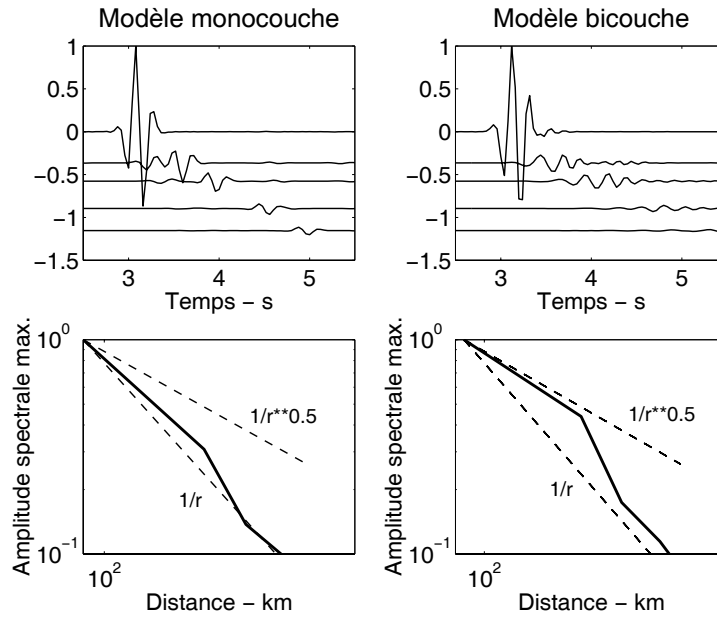 Modèle monocouche
Modèle bicouche
1
0.5
0
−0.5
−1
−1.5
3
4
5
Temps − s
1
0.5
0
−0.5
−1
−1.5
3
4
5
Temps − s
Amplitude spectrale max.
10^0
10^−1
1/r**0.5
1/r
10^2
Distance − km
Amplitude spectrale max.
10^0
10^−1
1/r**0.5
1/r
10^2
Distance − km